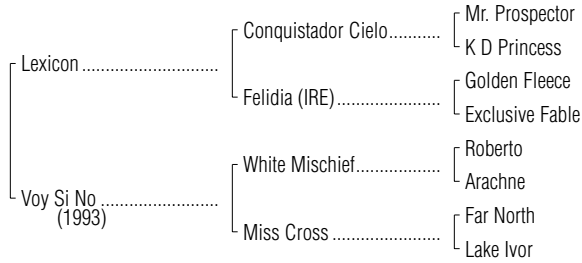 Mr. Prospector
Conquistador Cielo...........
K D Princess
Lexicon ..............................
Golden Fleece
Felidia (IRE)......................
Exclusive Fable
Roberto
White Mischief..................
Arachne
Voy Si No ..........................
(1993)
Far North
Miss Cross .......................
Lake Ivor